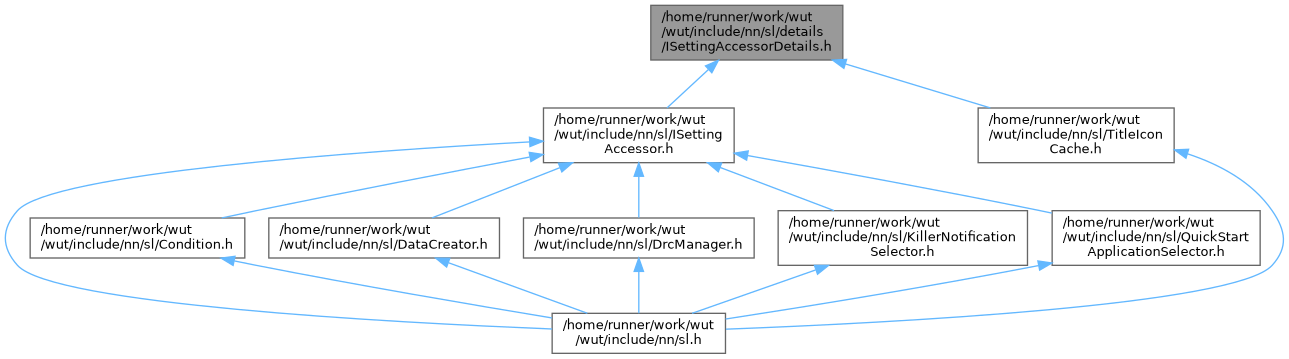 /home/runner/work/wut
/wut/include/nn/sl/details
/ISettingAccessorDetails.h
/home/runner/work/wut
/wut/include/nn/sl/ISetting
Accessor.h
/home/runner/work/wut
/wut/include/nn/sl/TitleIcon
Cache.h
/home/runner/work/wut
/wut/include/nn/sl/Condition.h
/home/runner/work/wut
/wut/include/nn/sl/DataCreator.h
/home/runner/work/wut
/wut/include/nn/sl/DrcManager.h
/home/runner/work/wut
/wut/include/nn/sl/KillerNotification
Selector.h
/home/runner/work/wut
/wut/include/nn/sl/QuickStart
ApplicationSelector.h
/home/runner/work/wut
/wut/include/nn/sl.h